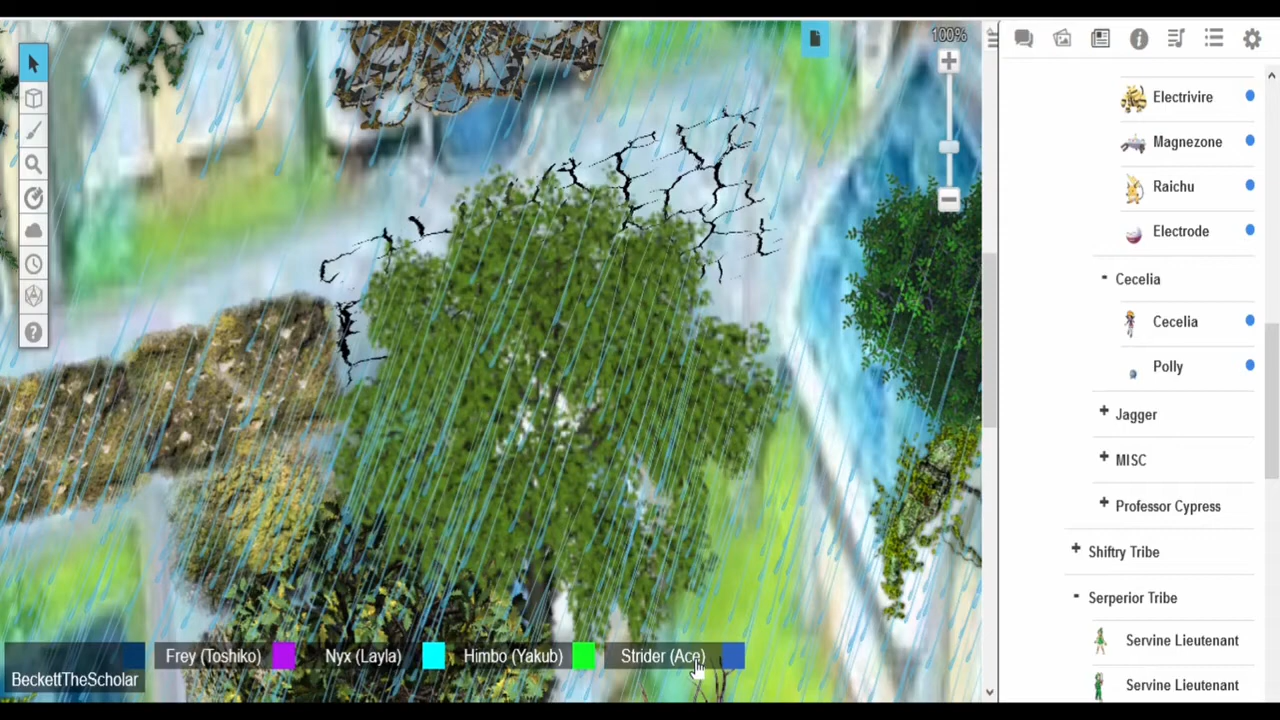 100%
Electrivire
Magnezone
Raichu
Electrode
- Cecelia
Cecelia
Polly
+ Jagger
+ MISC
+ Professor Cypress
+ Shiftry Tribe
- Serperior Tribe
Servine Lieutenant
Servine Lieutenant
BeckettTheScholar
Frey (Toshiko)
Nyx (Layla)
Himbo (Yakub)
Strider (Ace)